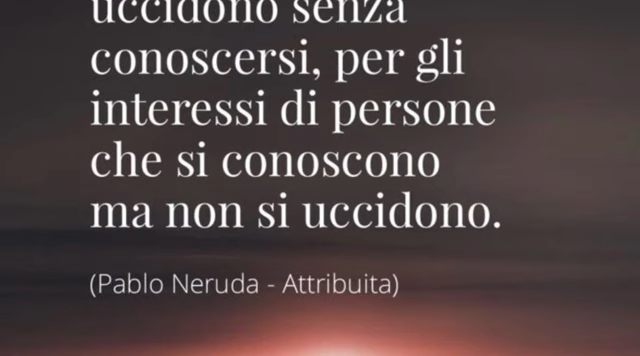 uccidono senza
conoscersi, per gli
interessi di persone
che si conoscono
ma non si uccidono.
(Pablo Neruda - Attribuita)